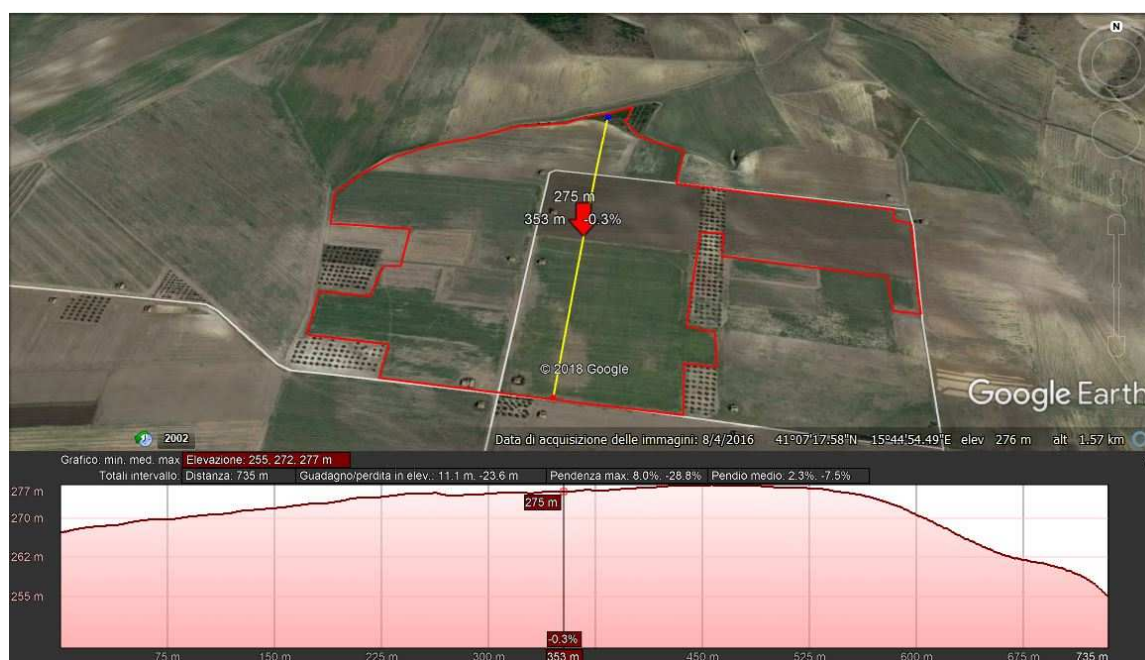 N
275 m
353 m -0.3%
© 2018 Google
Google Earth
2002
Data di acquisizione delle immagini: 8/4/2016 41°07'17.58"N 15°44'54.49"E elev 276 m alt 1.57 km
Grafico: min, med, max Elevazione: 255, 272, 277 m
Totali intervallo: Distanza: 735 m Guadagno/perdita in elev.: 11.1 m, -23.6 m Pendenza max: 8.0%, -28.8% Pendio medio: 2.3%, -7.5%
277 m
275 m
270 m
262 m
255 m
-0.3%
75 m 150 m 225 m 300 m 353 m 450 m 525 m 600 m 675 m 735 m